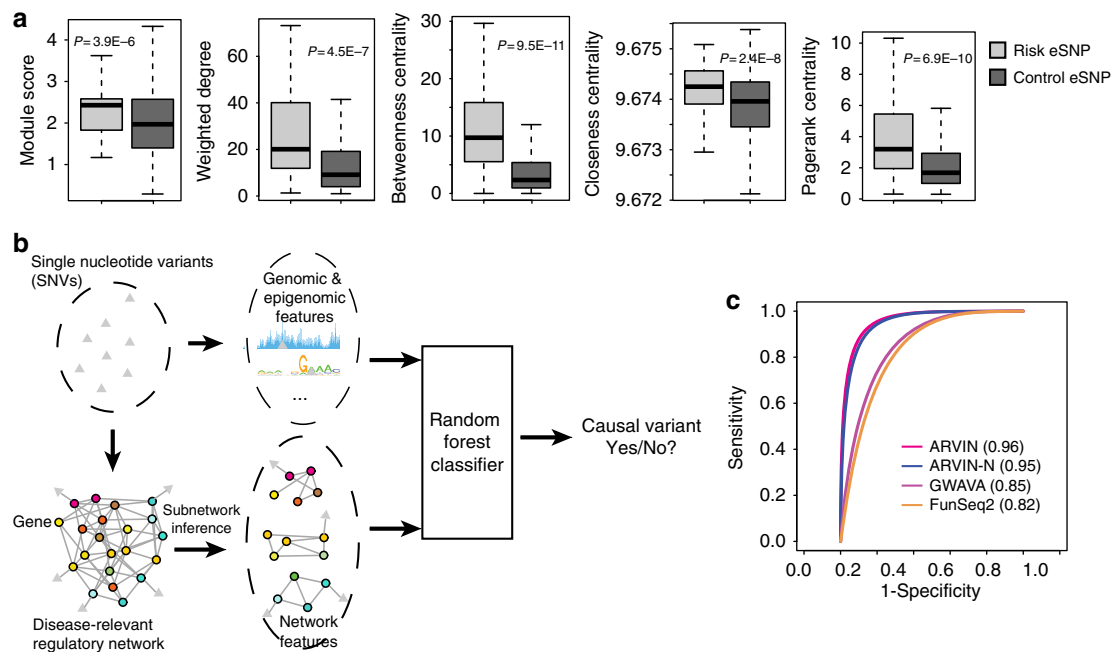 a
Module score
4
3
2
1
P = 3.9E–6
Weighted degree
60
40
20
0
P = 4.5E–7
Betweenness centrality
30
20
10
0
P = 9.5E–11
Closeness centrality
9.675
9.674
9.673
9.672
P = 2.4E–8
Pagerank centrality
10
8
6
4
2
0
P = 6.9E–10
Risk eSNP
Control eSNP
b
Single nucleotide variants
(SNVs)
Genomic &
epigenomic
features
...
Gene
Subnetwork
inference
Disease-relevant
regulatory network
Network
features
Random
forest
classifier
Causal variant
Yes/No?
c
Sensitivity
1.0
0.8
0.6
0.4
0.2
0.0
ARVIN (0.96)
ARVIN-N (0.95)
GWAVA (0.85)
FunSeq2 (0.82)
0.0 0.2 0.4 0.6 0.8 1.0
1-Specificity